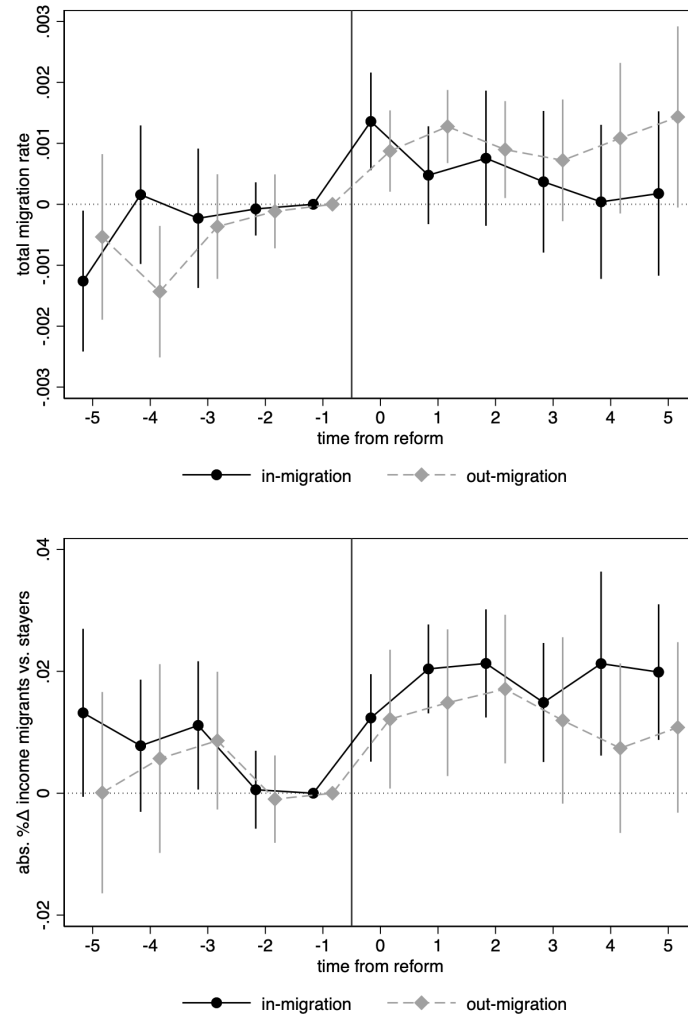 total migration rate
.003
.002
.001
0
-.001
-.002
-.003
-5 -4 -3 -2 -1 0 1 2 3 4 5
time from reform
in-migration out-migration
abs. %Δ income migrants vs. stayers
.04
.02
0
-.02
-5 -4 -3 -2 -1 0 1 2 3 4 5
time from reform
in-migration out-migration